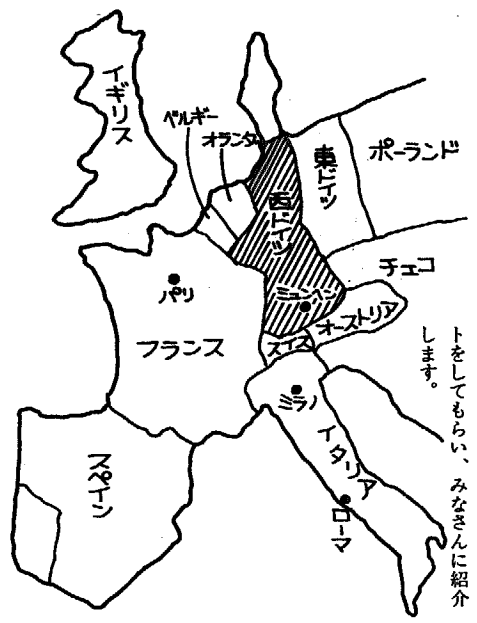 イギリス
ベルギー
オランダ
東ドイツ
ポーランド
西ドイツ
チェコ
ミュンヘン
パリ
オーストリア
フランス
スイス
ミラノ
イタリア
スペイン
ローマ
トをしてもらい、みなさんに紹介
します。